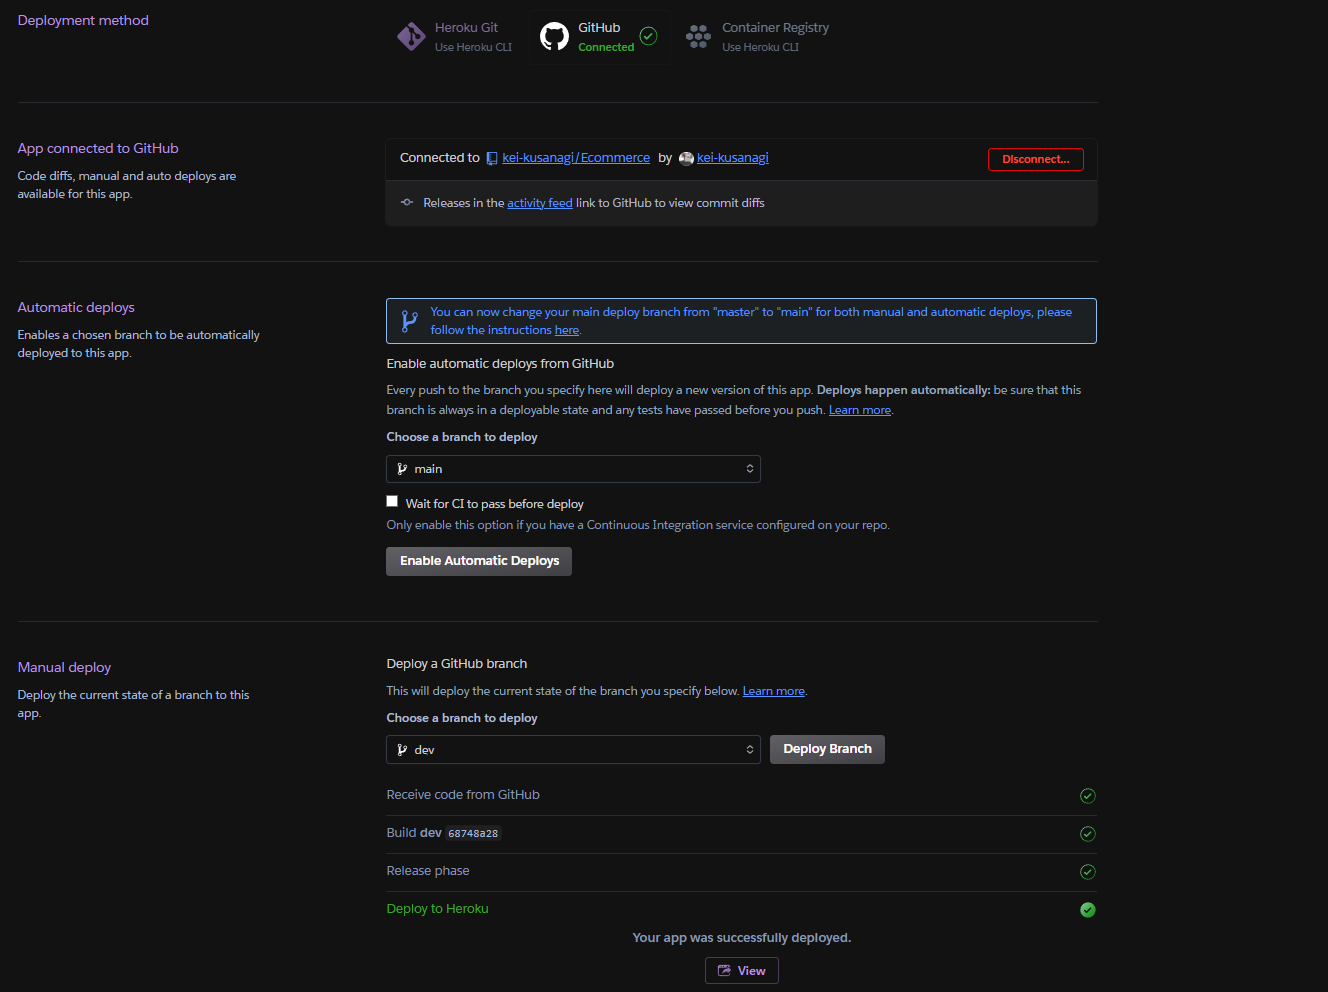 Deployment method
Heroku Git
Use Heroku CLI
GitHub
Connected
Container Registry
Use Heroku CLI
App connected to GitHub
Code diffs, manual and auto deploys are
available for this app.
Connected to kei-kusanagi/Ecommerce by kei-kusanagi
Disconnect...
Releases in the activity feed link to GitHub to view commit diffs
Automatic deploys
Enables a chosen branch to be automatically
deployed to this app.
You can now change your main deploy branch from "master" to "main" for both manual and automatic deploys, please
follow the instructions here.
Enable automatic deploys from GitHub
Every push to the branch you specify here will deploy a new version of this app. Deploys happen automatically: be sure that this
branch is always in a deployable state and any tests have passed before you push. Learn more.
Choose a branch to deploy
main
Wait for CI to pass before deploy
Only enable this option if you have a Continuous Integration service configured on your repo.
Enable Automatic Deploys
Manual deploy
Deploy the current state of a branch to this
app.
Deploy a GitHub branch
This will deploy the current state of the branch you specify below. Learn more.
Choose a branch to deploy
dev
Deploy Branch
Receive code from GitHub
Build dev 68748a28
Release phase
Deploy to Heroku
Your app was successfully deployed.
View